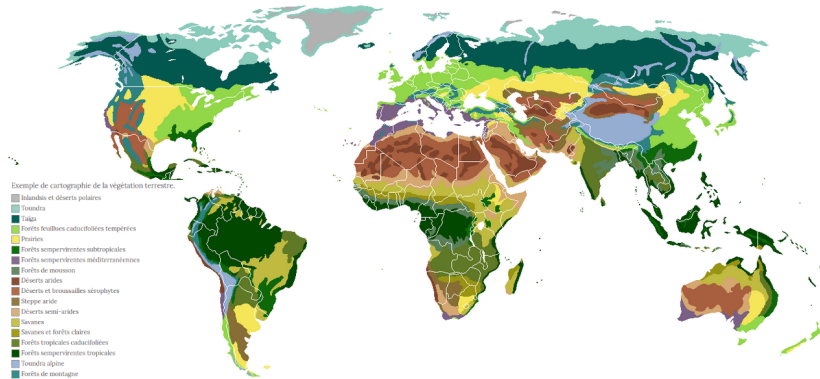 Exemple de cartographie de la végétation terrestre.
Inlandsis et déserts polaires
Toundra
Taïga
Forêts feuillues caducifoliées tempérées
Prairies
Forêts sempervirentes subtropicales
Forêts sempervirentes méditerranéennes
Forêts de mousson
Déserts arides
Déserts et broussailles xérophytes
Steppe aride
Déserts semi-arides
Savanes
Savanes et forêts claires
Forêts tropicales caducifoliées
Forêts sempervirentes tropicales
Toundra alpine
Forêts de montagne